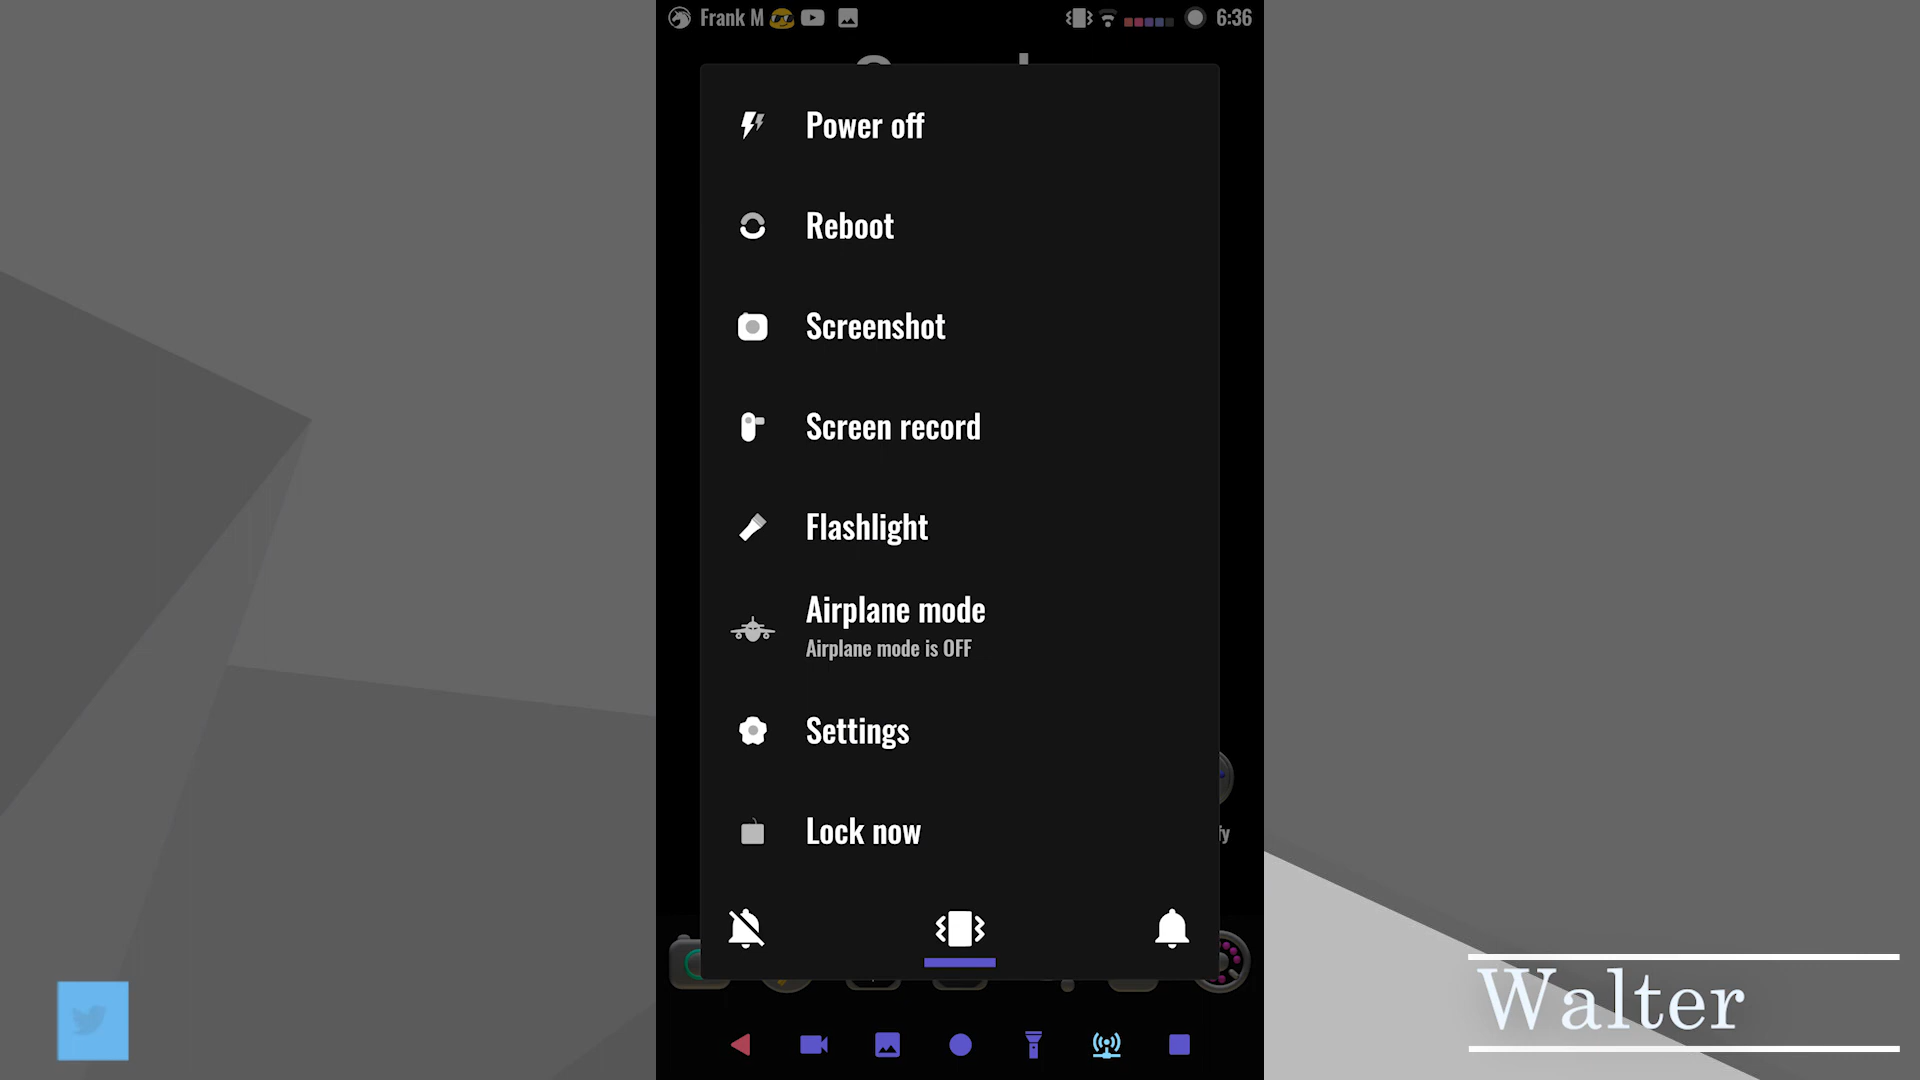 Frank M 6:36
Power off
Reboot
Screenshot
Screen record
Flashlight
Airplane mode
Airplane mode is OFF
Settings
Lock now
Walter